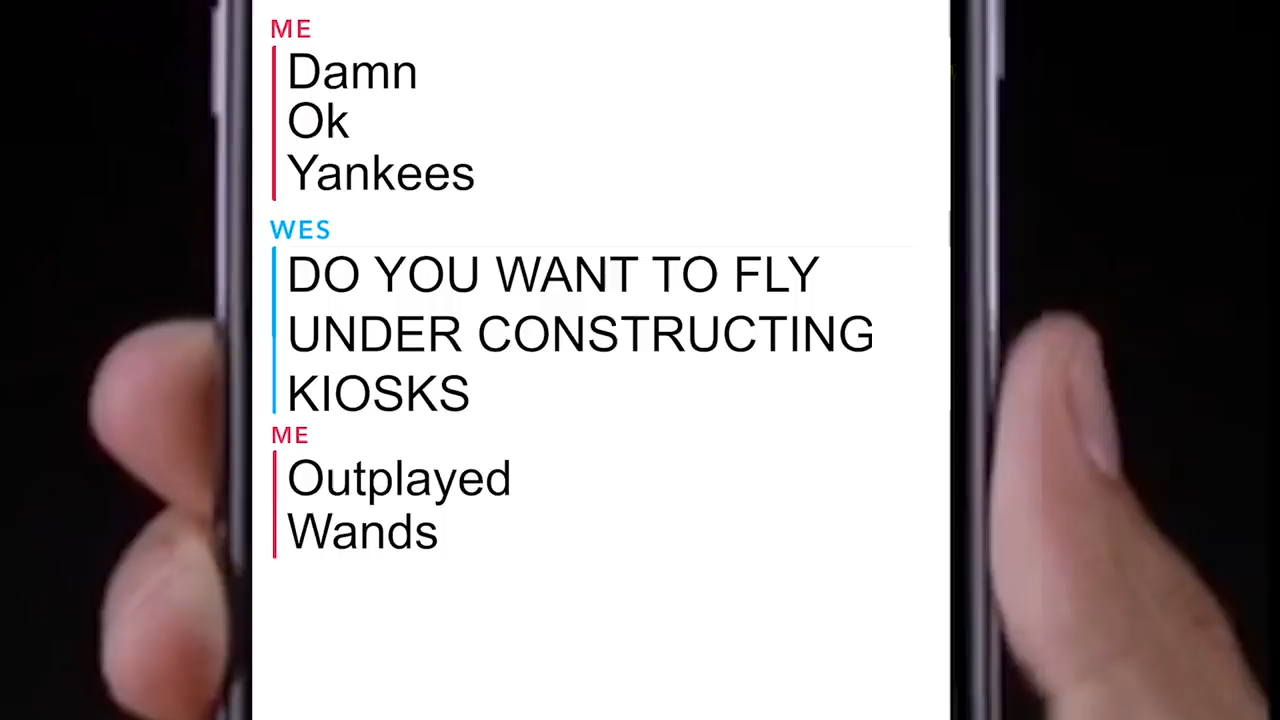 ME
Damn
Ok
Yankees
WES
DO YOU WANT TO FLY
UNDER CONSTRUCTING
KIOSKS
ME
Outplayed
Wands